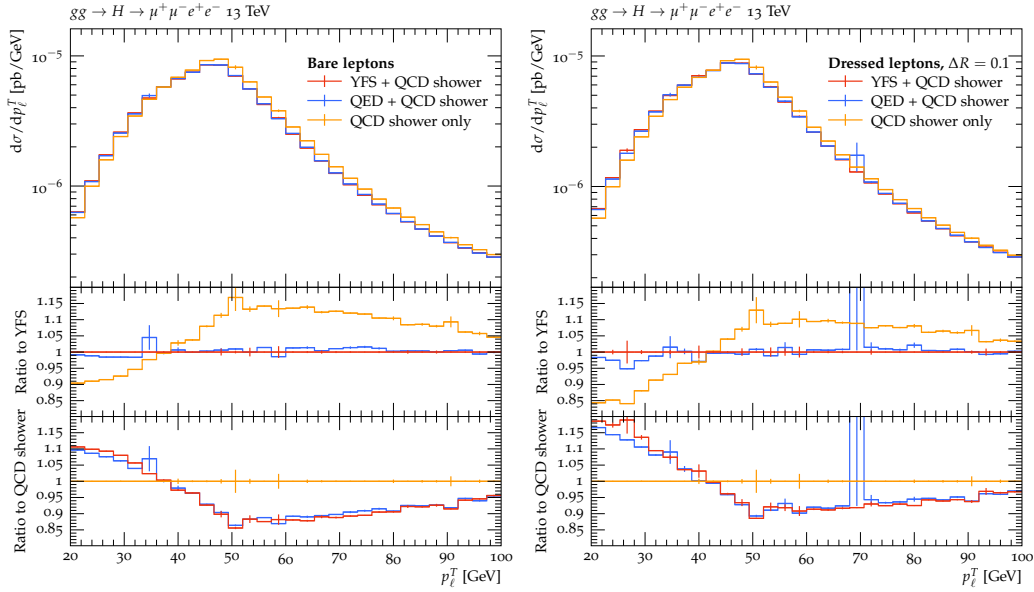 gg → H → μ⁺μ⁻e⁺e⁻ 13 TeV
dσ/dp_ℓ^T [pb/GeV]
10⁻⁵
10⁻⁶
Bare leptons
YFS + QCD shower
QED + QCD shower
QCD shower only
Ratio to YFS
1.15
1.1
1.05
1
0.95
0.9
0.85
Ratio to QCD shower
1.15
1.1
1.05
1
0.95
0.9
0.85
20 30 40 50 60 70 80 90 100
p_ℓ^T [GeV]
gg → H → μ⁺μ⁻e⁺e⁻ 13 TeV
dσ/dp_ℓ^T [pb/GeV]
10⁻⁵
10⁻⁶
Dressed leptons, ΔR = 0.1
YFS + QCD shower
QED + QCD shower
QCD shower only
Ratio to YFS
1.15
1.1
1.05
1
0.95
0.9
0.85
Ratio to QCD shower
1.15
1.1
1.05
1
0.95
0.9
0.85
20 30 40 50 60 70 80 90 100
p_ℓ^T [GeV]